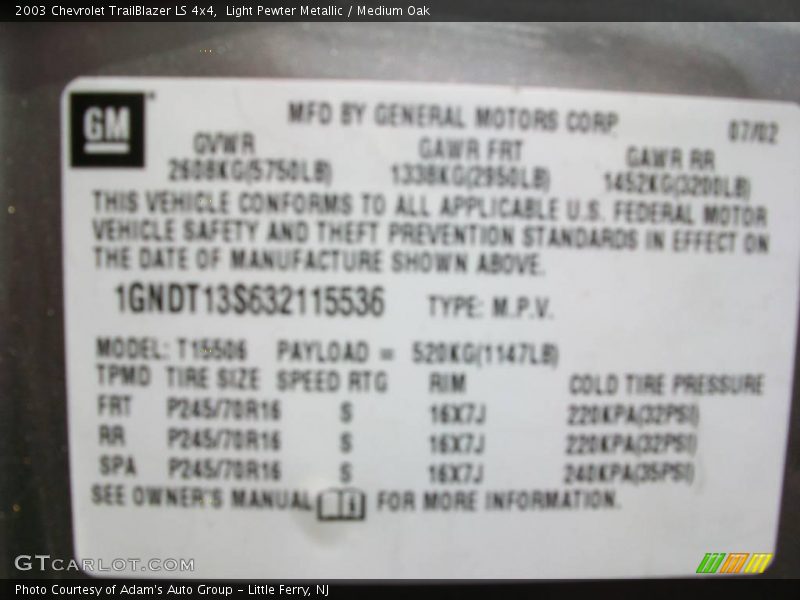 2003 Chevrolet TrailBlazer LS 4x4,  Light Pewter Metallic / Medium Oak
GM
MFD BY GENERAL MOTORS CORP
07/02
GVWR GAWR FRT GAWR RR
2608KG(5750LB) 1338KG(2950LB) 1452KG(3200LB)
THIS VEHICLE CONFORMS TO ALL APPLICABLE U.S. FEDERAL MOTOR
VEHICLE SAFETY AND THEFT PREVENTION STANDARDS IN EFFECT ON
THE DATE OF MANUFACTURE SHOWN ABOVE.
1GNDT13S632115536 TYPE: M.P.V.
MODEL: T15506 PAYLOAD = 520KG(1147LB)
TPMD TIRE SIZE SPEED RTG RIM COLD TIRE PRESSURE
FRT P245/70R16 S 16X7J 220KPA(32PSI)
RR P245/70R16 S 16X7J 220KPA(32PSI)
SPA P245/70R16 S 16X7J 240KPA(35PSI)
SEE OWNER'S MANUAL FOR MORE INFORMATION.
GTCARLOT.COM
Photo Courtesy of Adam's Auto Group – Little Ferry, NJ